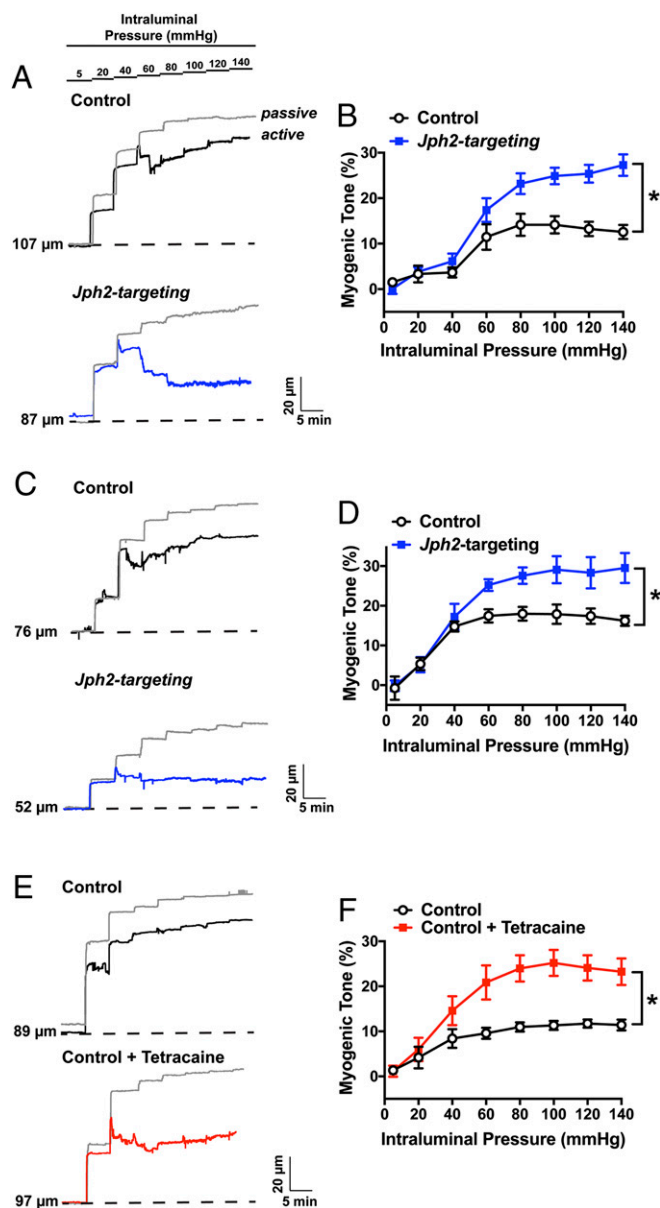 Intraluminal
Pressure (mmHg)
5 20 40 60 80 100 120 140
A
Control
passive
active
107 µm
Jph2-targeting
87 µm
20 µm
5 min
B
Control
Jph2-targeting
Myogenic Tone (%)
30
20
10
0
*
0 20 40 60 80 100 120 140
Intraluminal Pressure (mmHg)
C
Control
76 µm
Jph2-targeting
52 µm
20 µm
5 min
D
Control
Jph2-targeting
Myogenic Tone (%)
30
20
10
0
*
0 20 40 60 80 100 120 140
Intraluminal Pressure (mmHg)
E
Control
89 µm
Control + Tetracaine
97 µm
20 µm
5 min
F
Control
Control + Tetracaine
Myogenic Tone (%)
30
20
10
0
*
0 20 40 60 80 100 120 140
Intraluminal Pressure (mmHg)